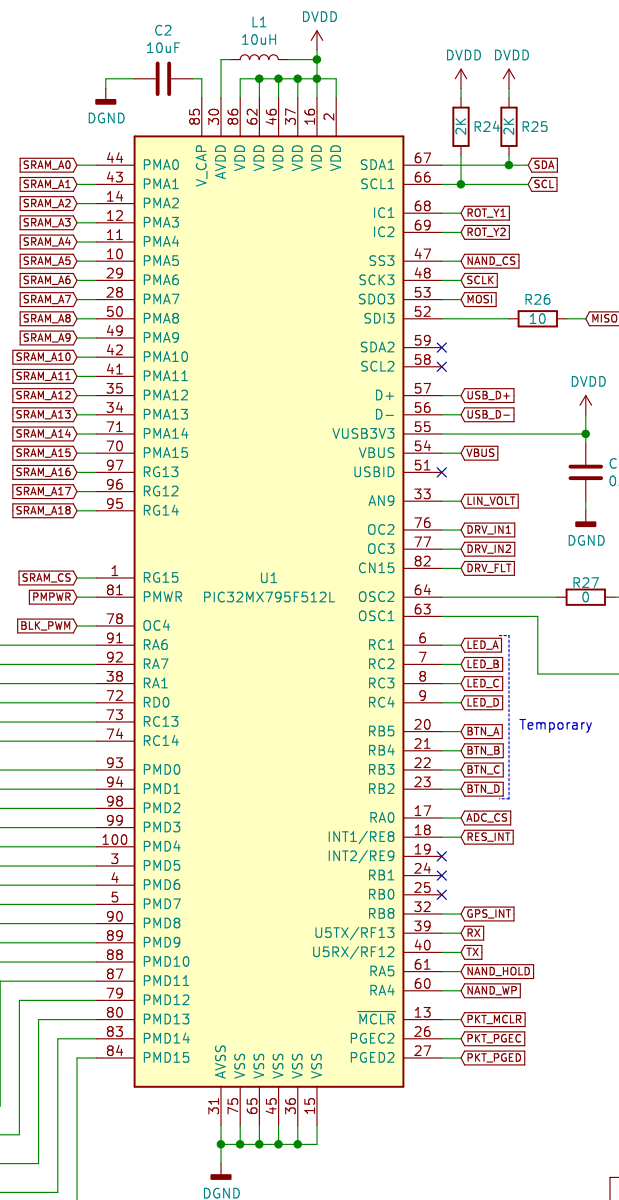 C2
10uF
L1
10uH
DVDD
DGND
85
30
86
62
46
37
16
2
V_CAP
AVDD
VDD
VDD
VDD
VDD
VDD
VDD
DVDD
DVDD
2K
R24
2K
R25
SRAM_A0 44 PMA0
SRAM_A1 43 PMA1
SRAM_A2 14 PMA2
SRAM_A3 12 PMA3
SRAM_A4 11 PMA4
SRAM_A5 10 PMA5
SRAM_A6 29 PMA6
SRAM_A7 28 PMA7
SRAM_A8 50 PMA8
SRAM_A9 49 PMA9
SRAM_A10 42 PMA10
SRAM_A11 41 PMA11
SRAM_A12 35 PMA12
SRAM_A13 34 PMA13
SRAM_A14 71 PMA14
SRAM_A15 70 PMA15
SRAM_A16 97 RG13
SRAM_A17 96 RG12
SRAM_A18 95 RG14
SRAM_CS 1 RG15
PMPWR 81 PMWR
BLK_PWM 78 OC4
91 RA6
92 RA7
38 RA1
72 RD0
73 RC13
74 RC14
93 PMD0
94 PMD1
98 PMD2
99 PMD3
100 PMD4
3 PMD5
4 PMD6
5 PMD7
90 PMD8
89 PMD9
88 PMD10
87 PMD11
79 PMD12
80 PMD13
83 PMD14
84 PMD15
U1
PIC32MX795F512L
SDA1 67 SDA
SCL1 66 SCL
IC1 68 ROT_Y1
IC2 69 ROT_Y2
SS3 47 NAND_CS
SCK3 48 SCLK
SDO3 53 MOSI
SDI3 52
R26
10
MISO
SDA2 59
SCL2 58
D+ 57 USB_D+
D- 56 USB_D-
VUSB3V3 55
VBUS 54 VBUS
USBID 51
DVDD
C
0
DGND
AN9 33 LIN_VOLT
OC2 76 DRV_IN1
OC3 77 DRV_IN2
CN15 82 DRV_FLT
OSC2 64
R27
0
OSC1 63
RC1 6 LED_A
RC2 7 LED_B
RC3 8 LED_C
RC4 9 LED_D
RB5 20 BTN_A
RB4 21 BTN_B
RB3 22 BTN_C
RB2 23 BTN_D
Temporary
RA0 17 ADC_CS
INT1/RE8 18 RES_INT
INT2/RE9 19
RB1 24
RB0 25
RB8 32 GPS_INT
U5TX/RF13 39 RX
U5RX/RF12 40 TX
RA5 61 NAND_HOLD
RA4 60 NAND_WP
MCLR 13 PKT_MCLR
PGEC2 26 PKT_PGEC
PGED2 27 PKT_PGED
AVSS
VSS
VSS
VSS
VSS
VSS
31
75
65
45
36
15
DGND